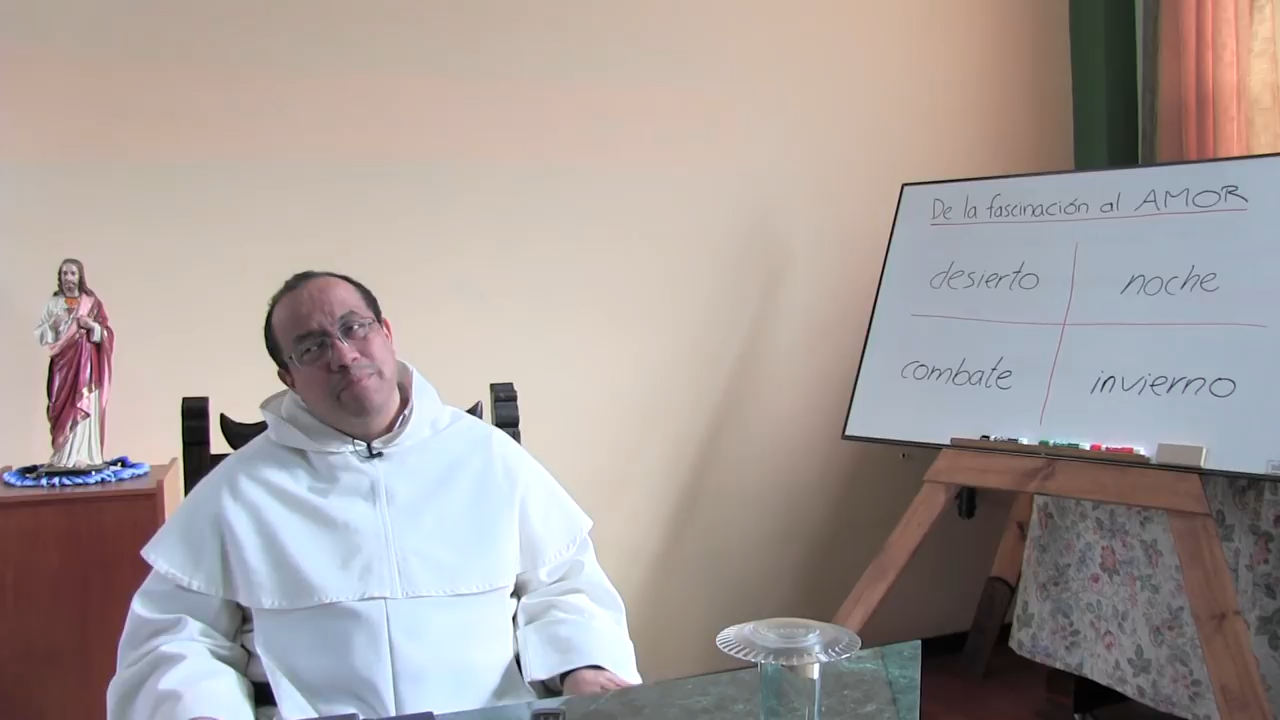 De la fascinación al AMOR
desierto noche
combate invierno